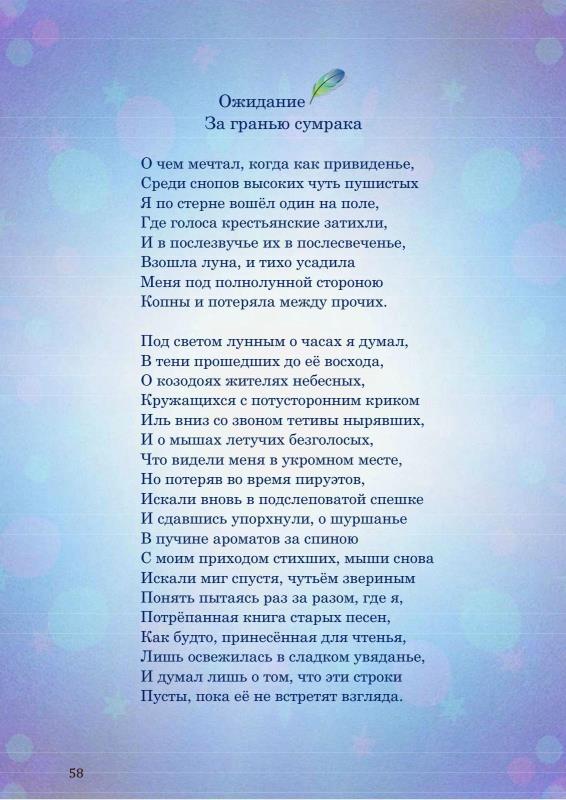 Ожидание
За гранью сумрака
О чем мечтал, когда как привиденье,
Среди снопов высоких чуть пушистых
Я по стерне вошёл один на поле,
Где голоса крестьянские затихли,
И в послезвучье их в послесвеченье,
Взошла луна, и тихо усадила
Меня под полнолунной стороною
Копны и потеряла между прочих.
Под светом лунным о часах я думал,
В тени прошедших до её восхода,
О козодоях жителях небесных,
Кружащихся с потусторонним криком
Иль вниз со звоном тетивы нырявших,
И о мышах летучих безголосых,
Что видели меня в укромном месте,
Но потеряв во время пируэтов,
Искали вновь в подслеповатой спешке
И сдавшись упорхнули, о шуршанье
В пучине ароматов за спиною
С моим приходом стихших, мыши снова
Искали миг спустя, чутьём звериным
Понять пытаясь раз за разом, где я,
Потрёпанная книга старых песен,
Как будто, принесённая для чтенья,
Лишь освежилась в сладком увяданье,
И думал лишь о том, что эти строки
Пусты, пока её не встретят взгляда.
58